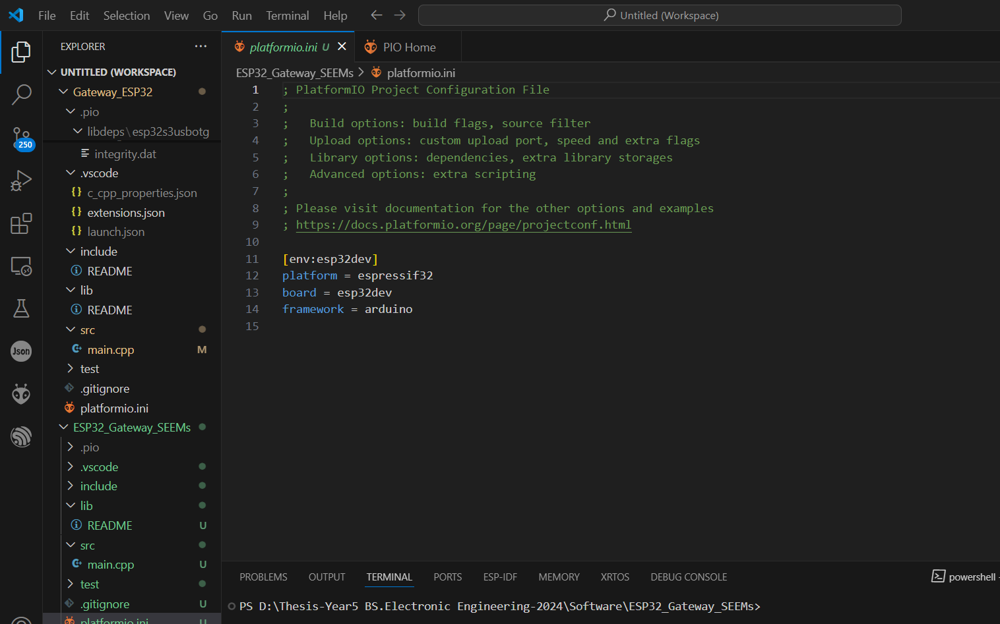 File Edit Selection View Go Run Terminal Help
Untitled (Workspace)
EXPLORER
UNTITLED (WORKSPACE)
Gateway_ESP32
.pio
libdeps\esp32s3usbotg
integrity.dat
.vscode
{} c_cpp_properties.json
{} extensions.json
{} launch.json
include
README
lib
README
src
main.cpp M
test
.gitignore
platformio.ini
ESP32_Gateway_SEEMs
.pio
.vscode
include
lib
README U
src
main.cpp U
test
.gitignore U
platformio.ini U
250
Json
platformio.ini U
PIO Home
ESP32_Gateway_SEEMs > platformio.ini
1 ; PlatformIO Project Configuration File
2 ;
3 ;   Build options: build flags, source filter
4 ;   Upload options: custom upload port, speed and extra flags
5 ;   Library options: dependencies, extra library storages
6 ;   Advanced options: extra scripting
7 ;
8 ; Please visit documentation for the other options and examples
9 ; https://docs.platformio.org/page/projectconf.html
10
11 [env:esp32dev]
12 platform = espressif32
13 board = esp32dev
14 framework = arduino
15
PROBLEMS OUTPUT TERMINAL PORTS ESP-IDF MEMORY XRTOS DEBUG CONSOLE
powershell
PS D:\Thesis-Year5 BS.Electronic Engineering-2024\Software\ESP32_Gateway_SEEMs>